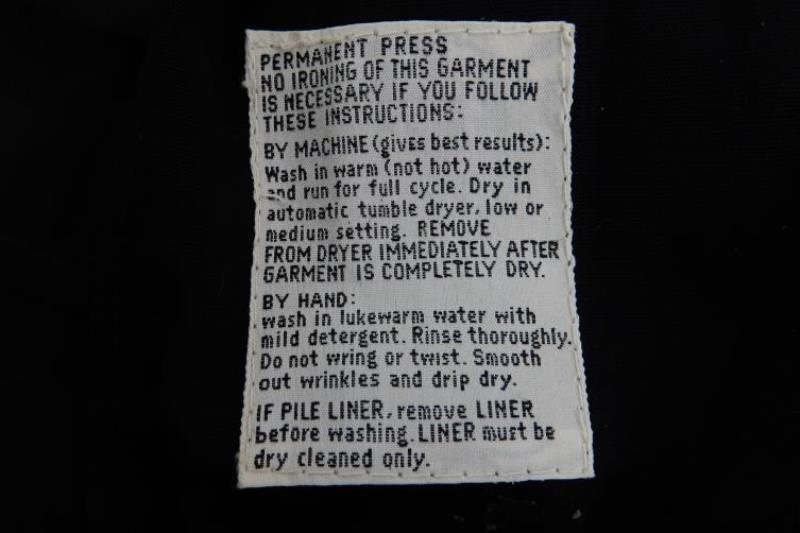 PERMANENT PRESS
NO IRONING OF THIS GARMENT
IS NECESSARY IF YOU FOLLOW
THESE INSTRUCTIONS:
BY MACHINE (gives best results):
Wash in warm (not hot) water
and run for full cycle. Dry in
automatic tumble dryer, low or
medium setting. REMOVE
FROM DRYER IMMEDIATELY AFTER
GARMENT IS COMPLETELY DRY.
BY HAND:
wash in lukewarm water with
mild detergent. Rinse thoroughly.
Do not wring or twist. Smooth
out wrinkles and drip dry.
IF PILE LINER, remove LINER
before washing. LINER must be
dry cleaned only.